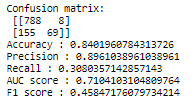 Confusion matrix:
[[788   8]
 [155  69]]
Accuracy : 0.8401960784313726
Precision : 0.8961038961038961
Recall : 0.3080357142857143
AUC score : 0.7104103104809764
F1 score : 0.45847176079734214